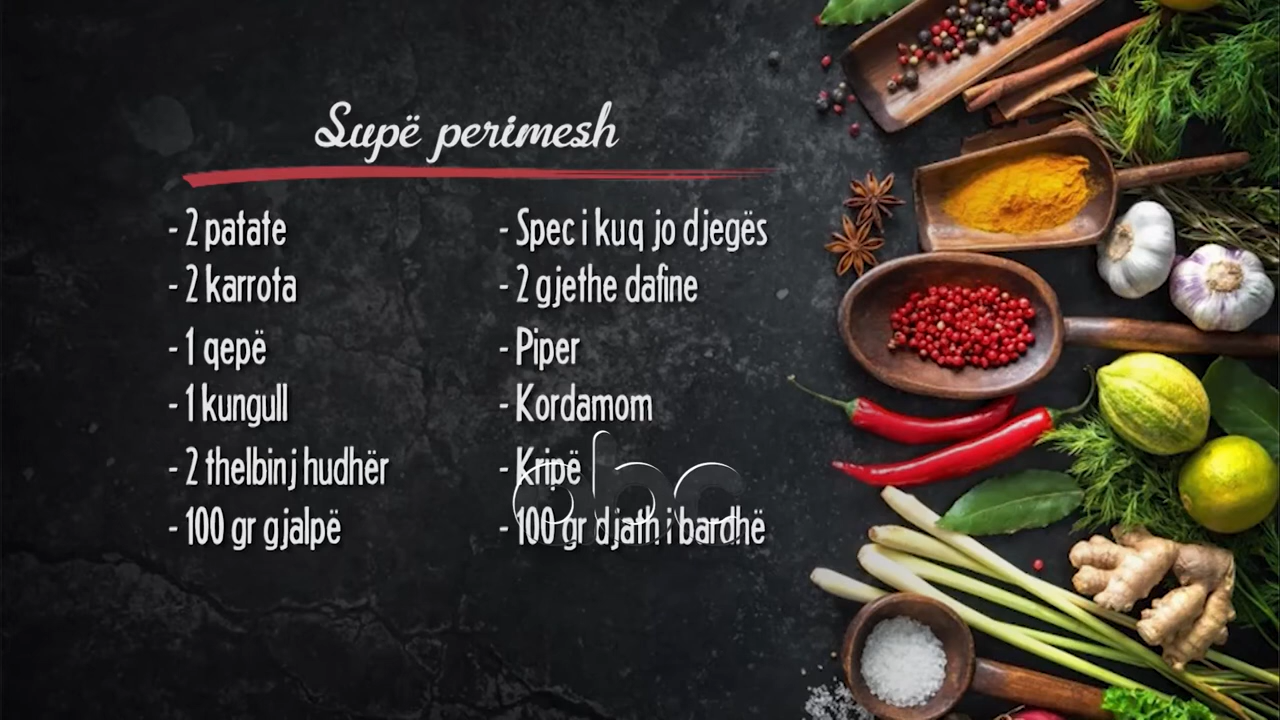 Supë perimesh
- 2 patate
- 2 karrota
- 1 qepë
- 1 kungull
- 2 thelbinj hudhër
- 100 gr gjalpë
- Spec i kuq jo djegës
- 2 gjethe dafine
- Piper
- Kordamom
- Kripë
- 100 gr djath i bardhë
abc